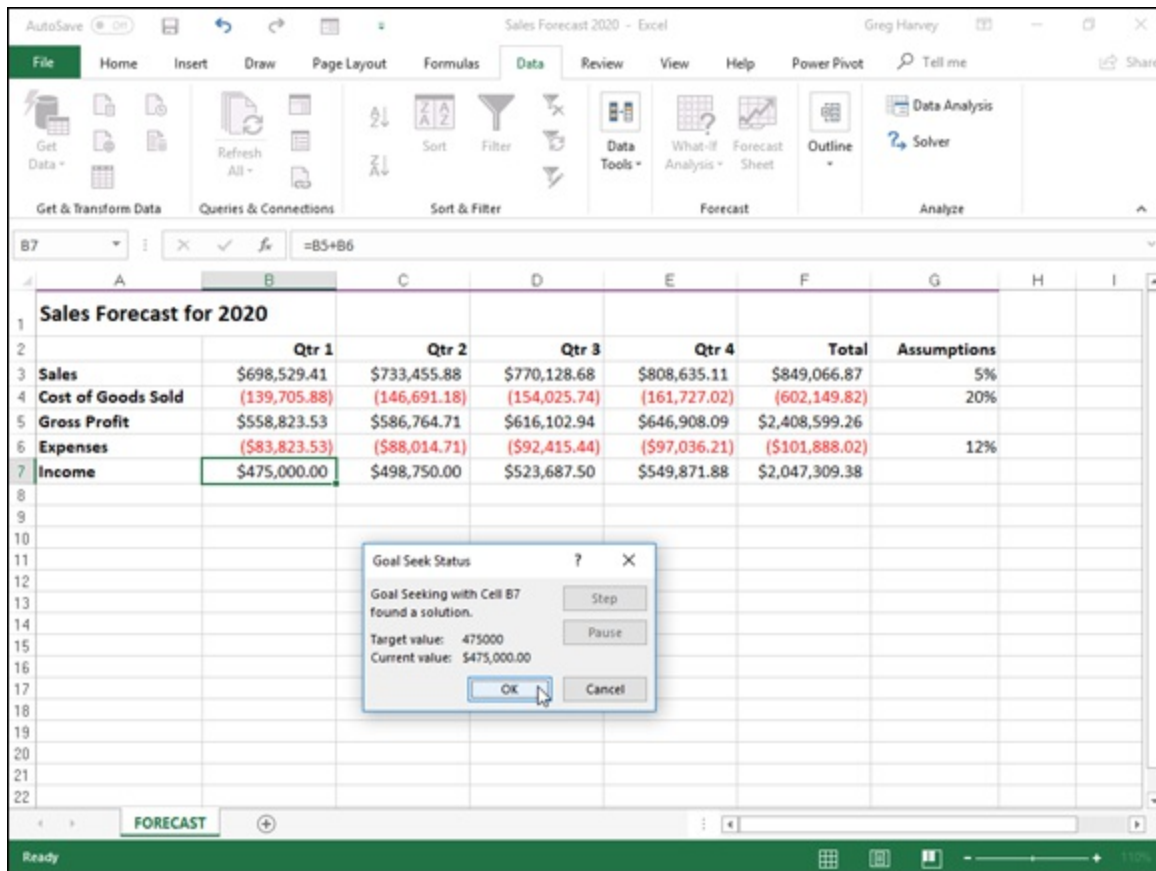 AutoSave Off Sales Forecast 2020 - Excel Greg Harvey
File Home Insert Draw Page Layout Formulas Data Review View Help Power Pivot Tell me Share
Get Data Refresh All Sort Filter Data Tools What-If Analysis Forecast Sheet Outline Data Analysis
Solver
Get & Transform Data Queries & Connections Sort & Filter Forecast Analyze
B7 fx =B5+B6
A B C D E F G H I
1 Sales Forecast for 2020
2 Qtr 1 Qtr 2 Qtr 3 Qtr 4 Total Assumptions
3 Sales $698,529.41 $733,455.88 $770,128.68 $808,635.11 $849,066.87 5%
4 Cost of Goods Sold (139,705.88) (146,691.18) (154,025.74) (161,727.02) (602,149.82) 20%
5 Gross Profit $558,823.53 $586,764.71 $616,102.94 $646,908.09 $2,408,599.26
6 Expenses ($83,823.53) ($88,014.71) ($92,415.44) ($97,036.21) ($101,888.02) 12%
7 Income $475,000.00 $498,750.00 $523,687.50 $549,871.88 $2,047,309.38
8
9
10
11
12
13
14
15
16
17
18
19
20
21
22
Goal Seek Status ?
Goal Seeking with Cell B7
found a solution.
Step
Pause
Target value: 475000
Current value: $475,000.00
OK Cancel
FORECAST
Ready 110%